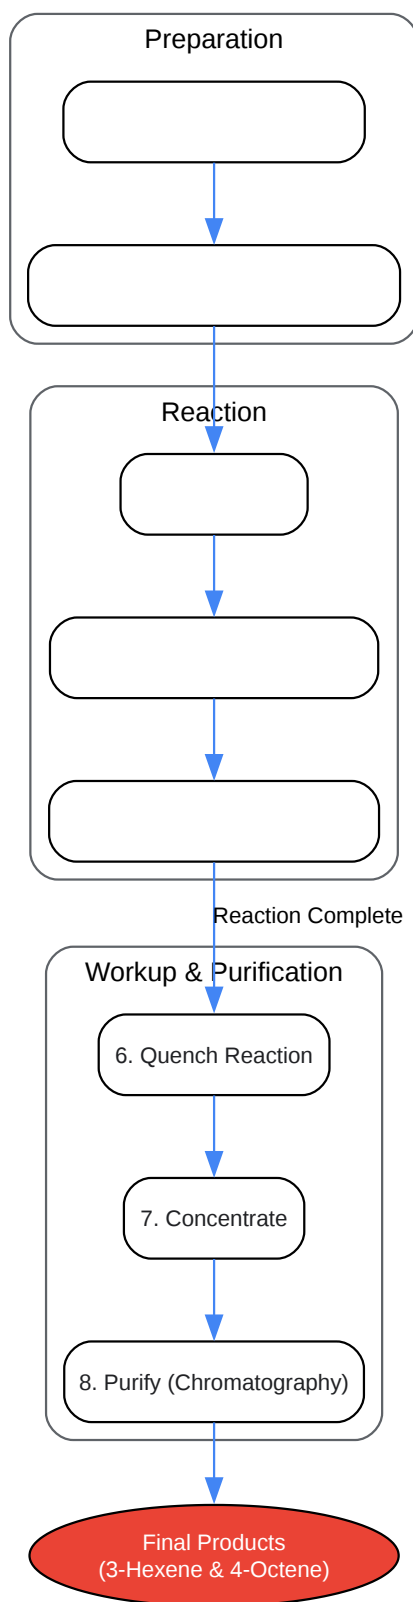 Preparation
Reaction
Reaction Complete
Workup & Purification
6. Quench Reaction
7. Concentrate
8. Purify (Chromatography)
Final Products
(3-Hexene & 4-Octene)